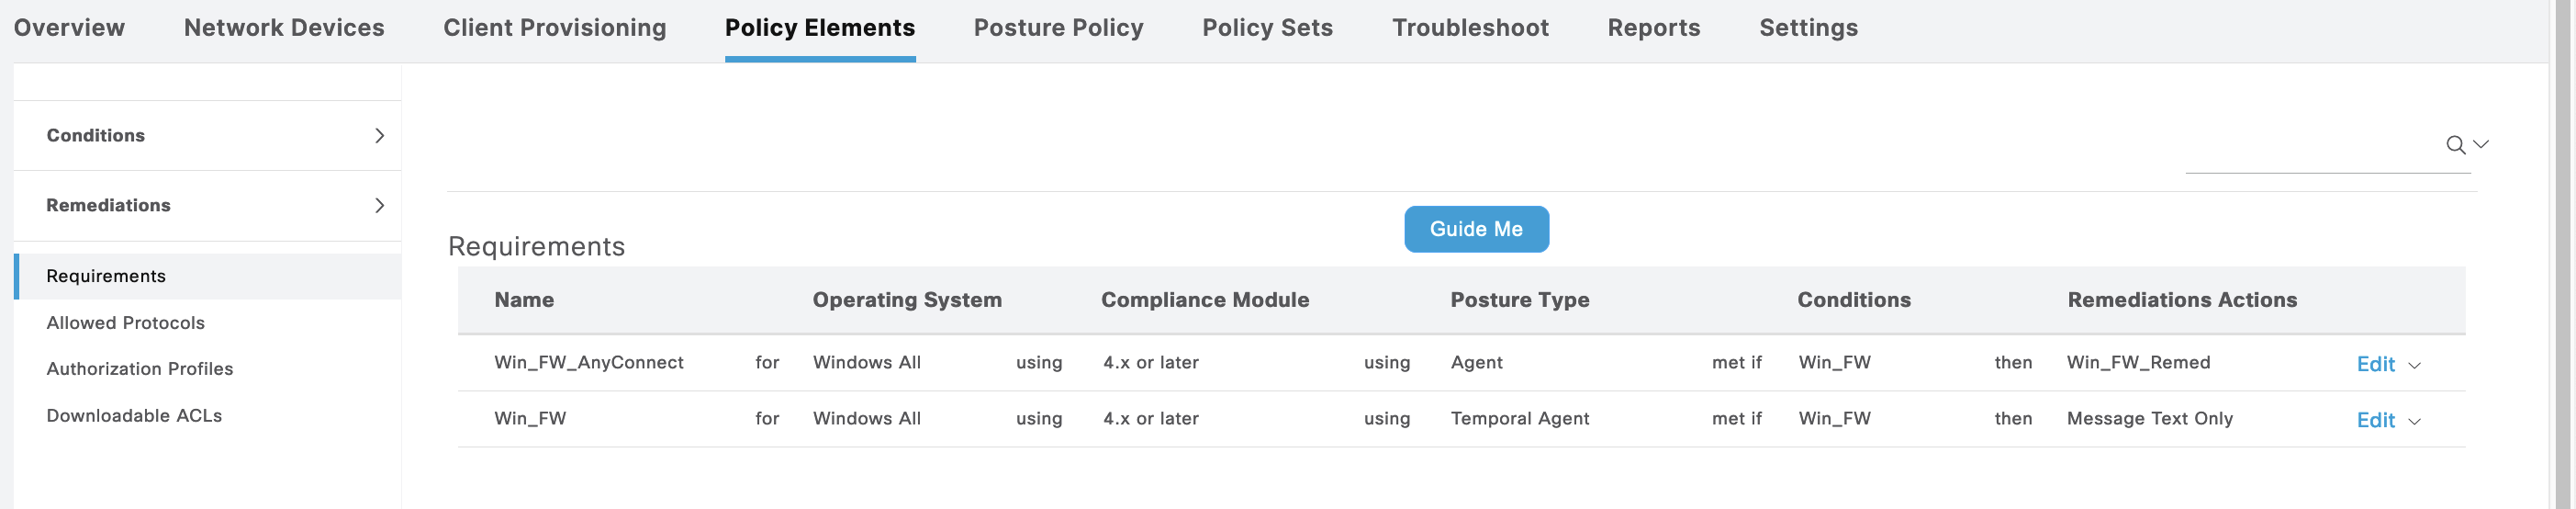 Overview Network Devices Client Provisioning Policy Elements Posture Policy Policy Sets Troubleshoot Reports Settings
Conditions
Remediations
Requirements
Allowed Protocols
Authorization Profiles
Downloadable ACLs
Guide Me
Requirements
Name Operating System Compliance Module Posture Type Conditions Remediations Actions
Win_FW_AnyConnect for Windows All using 4.x or later using Agent met if Win_FW then Win_FW_Remed Edit
Win_FW for Windows All using 4.x or later using Temporal Agent met if Win_FW then Message Text Only Edit